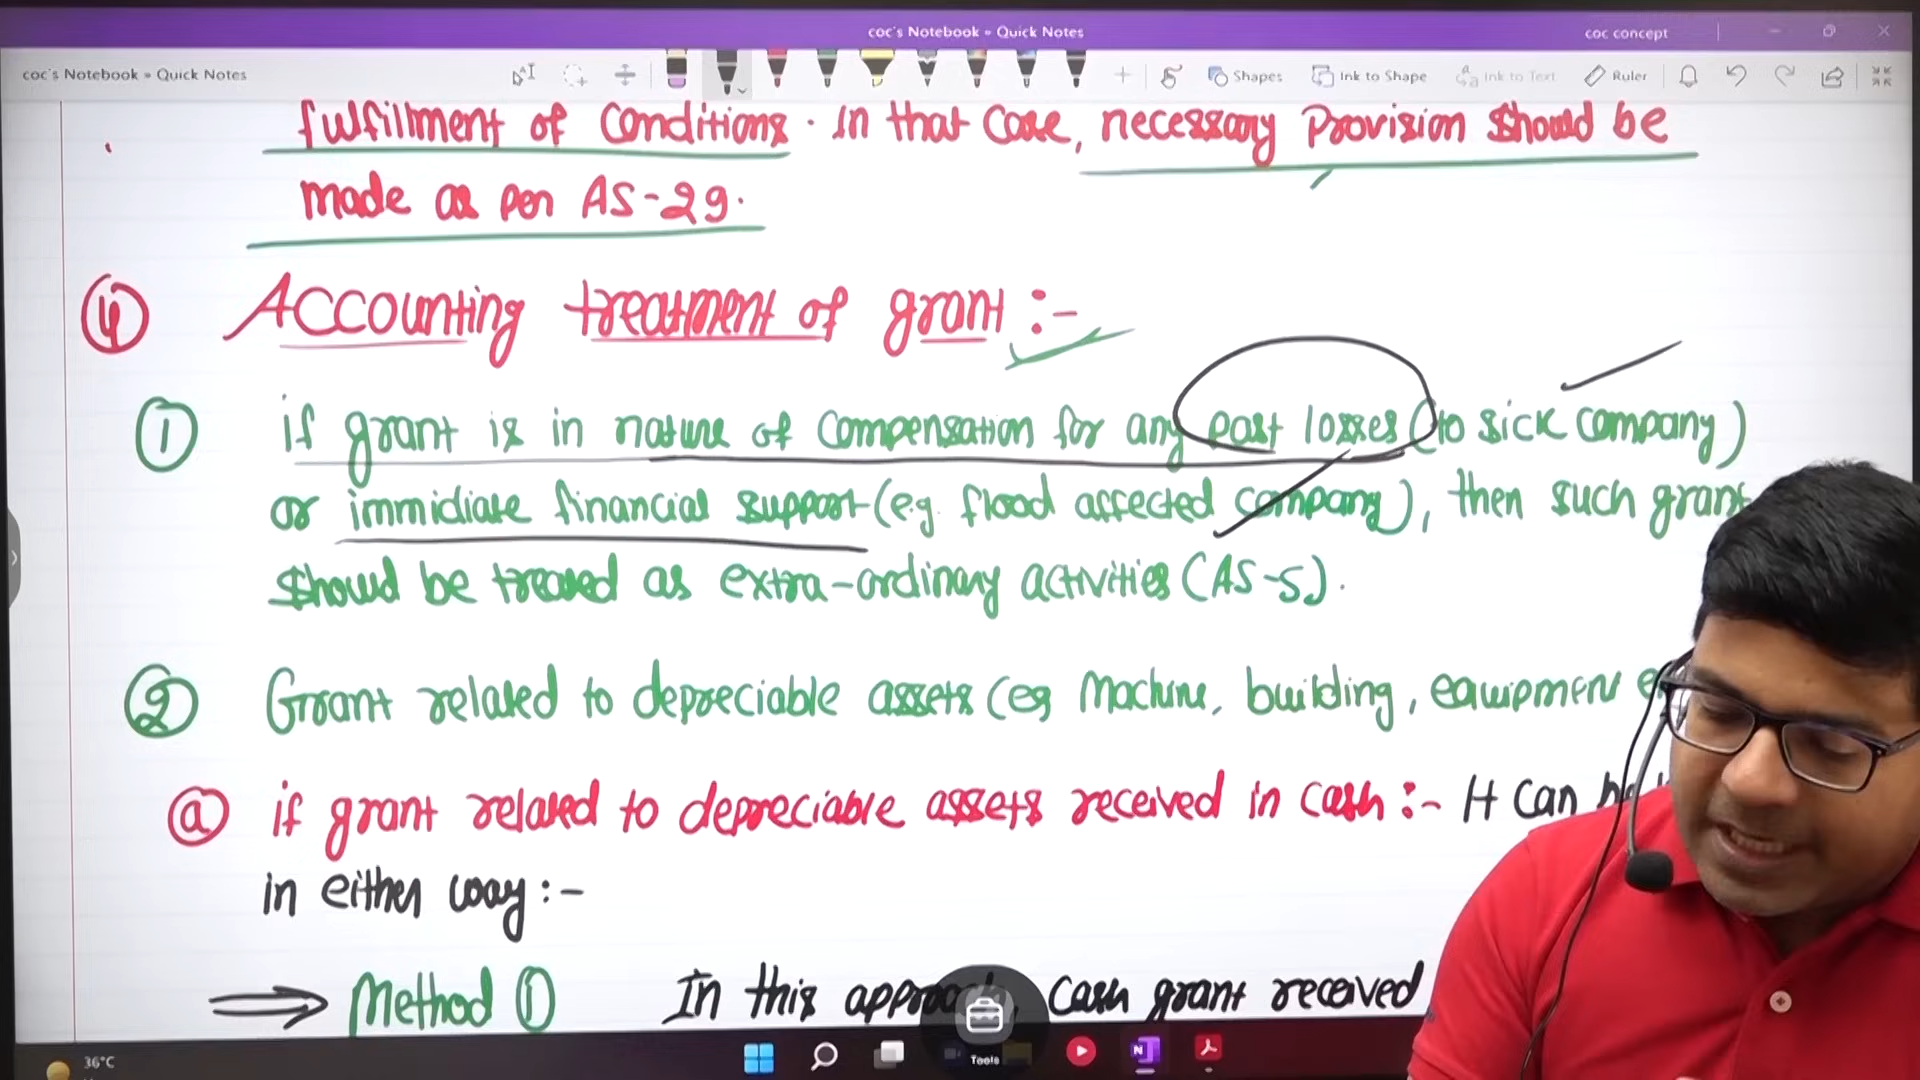 coc's Notebook » Quick Notes
coc concept
coc's Notebook » Quick Notes
Shapes
Ink to Shape
Ink to Text
Ruler
fulfillment of conditions. In that case, necessary Provision should be
made as per AS-29.
4 Accounting treatment of grant :-
1 if grant is in nature of compensation for any past losses (to sick company)
or immidiate financial support (e.g. flood affected company), then such grant
should be treated as extra-ordinary activities (AS-5).
2 Grant related to depreciable assets (eg Machine, building, equipment
a if grant related to depreciable assets received in cash :- It can
in either way :-
⇒ Method 1 In this approach, cash grant received
Tools
36°C